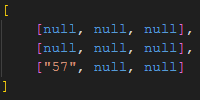 [
    [null, null, null],
    [null, null, null],
    ["57", null, null]
]